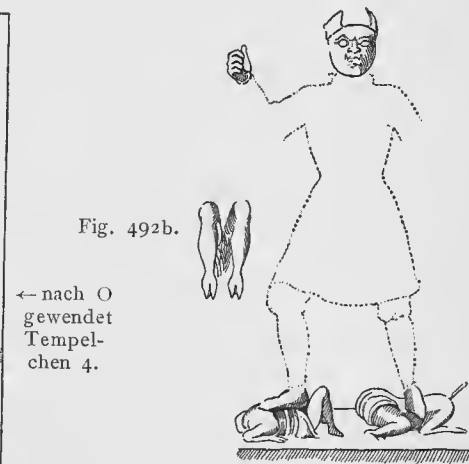 Fig. 492b.
← nach O
gewendet
Tempel-
chen 4.